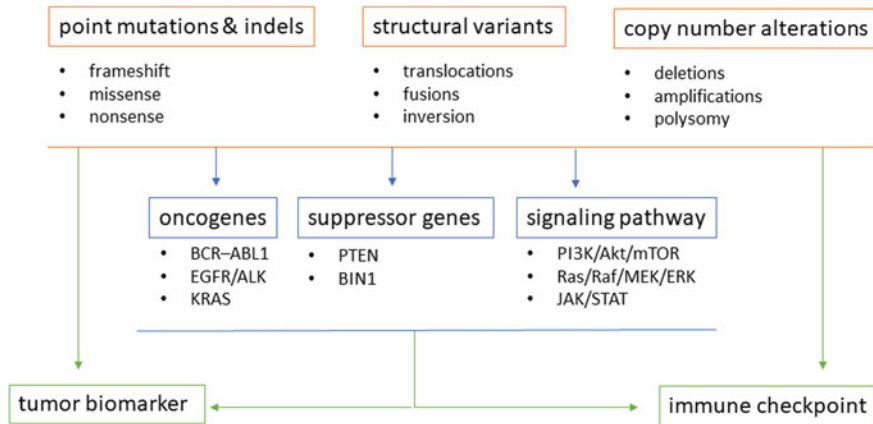 point mutations & indels
• frameshift
• missense
• nonsense
structural variants
• translocations
• fusions
• inversion
copy number alterations
• deletions
• amplifications
• polysomy
oncogenes
• BCR–ABL1
• EGFR/ALK
• KRAS
suppressor genes
• PTEN
• BIN1
signaling pathway
• PI3K/Akt/mTOR
• Ras/Raf/MEK/ERK
• JAK/STAT
tumor biomarker
immune checkpoint